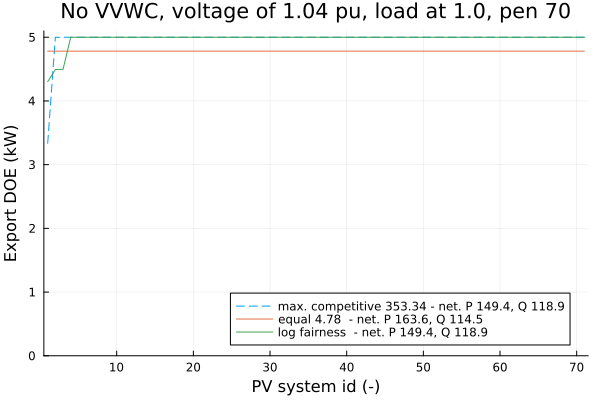 No VVWC, voltage of 1.04 pu, load at 1.0, pen 70
Export DOE (kW)
5
4
3
2
1
0
max. competitive 353.34 - net. P 149.4, Q 118.9
equal 4.78  - net. P 163.6, Q 114.5
log fairness  - net. P 149.4, Q 118.9
10 20 30 40 50 60 70
PV system id (-)